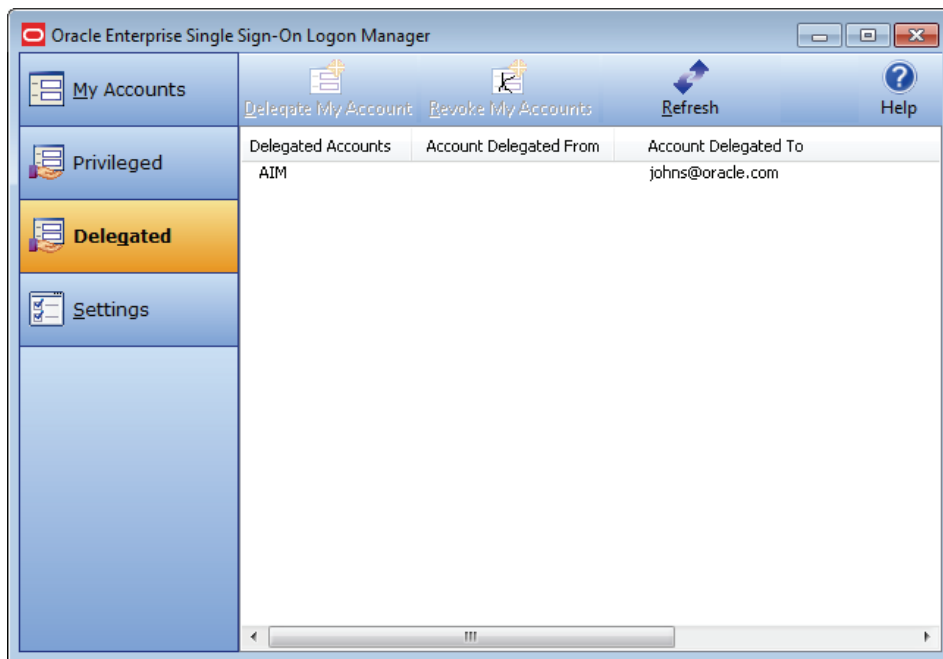 Oracle Enterprise Single Sign-On Logon Manager
My Accounts
Privileged
Delegated
Settings
Delegate My Account
Revoke My Accounts
Refresh
Help
Delegated Accounts Account Delegated From Account Delegated To
AIM johns@oracle.com